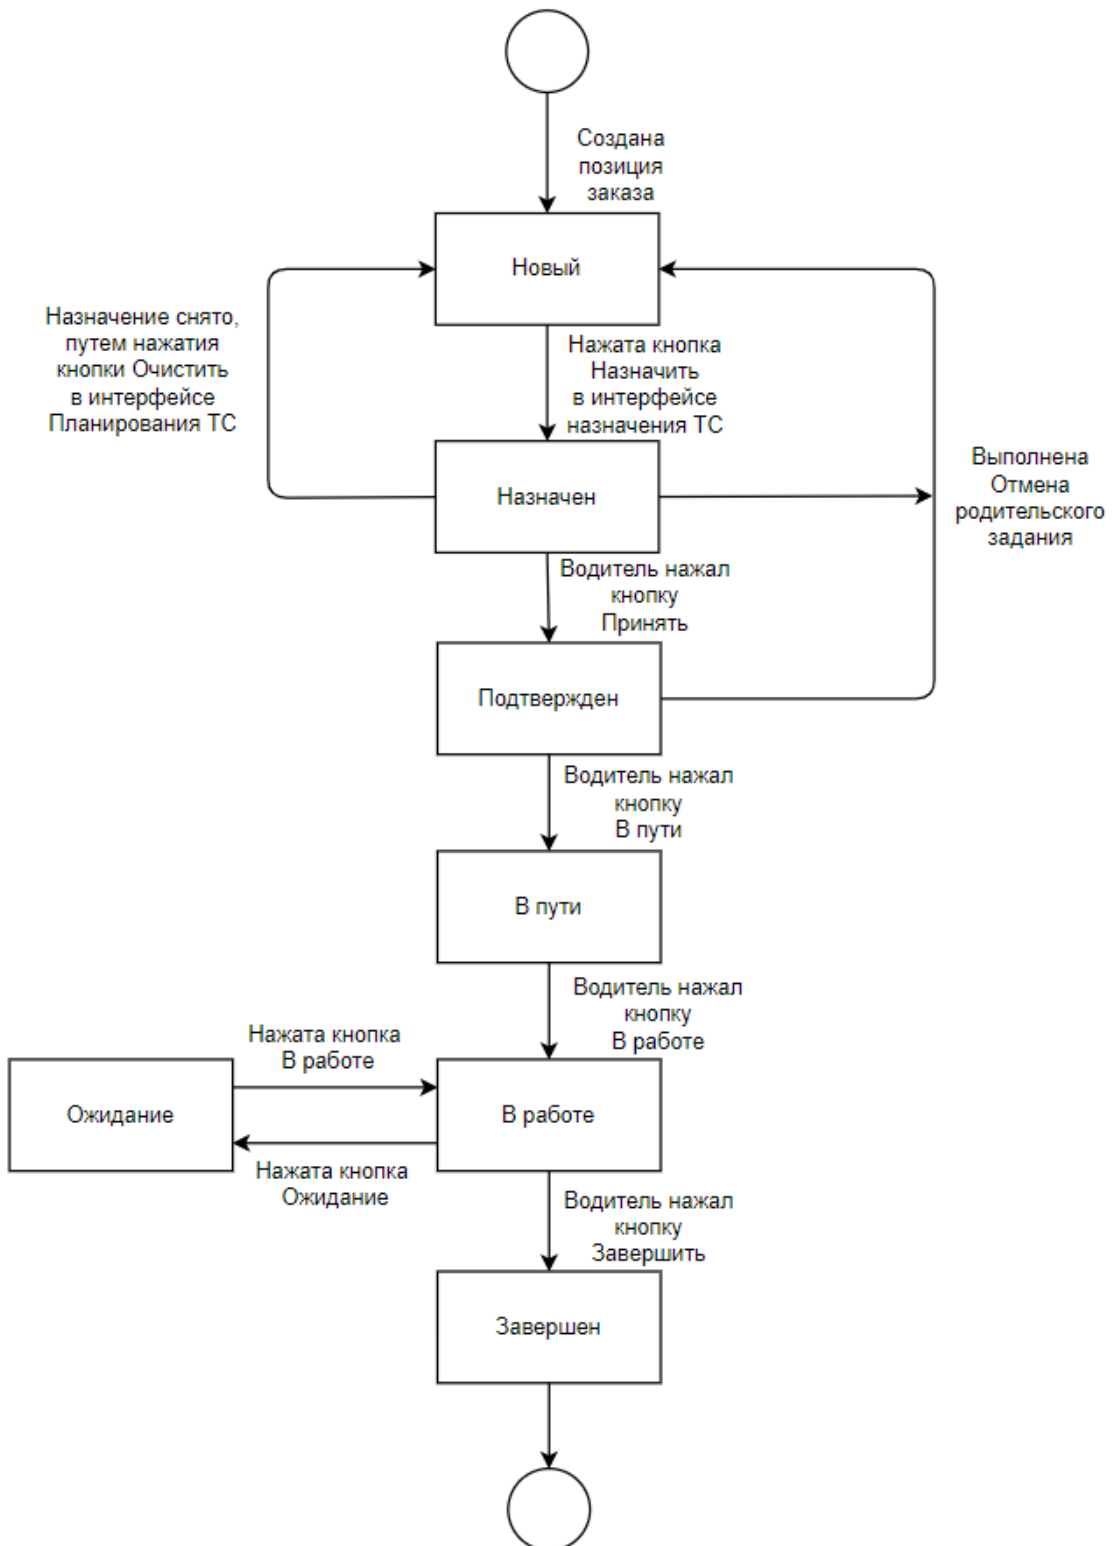 Создана
позиция
заказа
Новый
Назначение снято,
путем нажатия
кнопки Очистить
в интерфейсе
Планирования ТС
Нажата кнопка
Назначить
в интерфейсе
назначения ТС
Выполнена
Отмена
родительского
задания
Назначен
Водитель нажал
кнопку
Принять
Подтвержден
Водитель нажал
кнопку
В пути
В пути
Водитель нажал
кнопку
В работе
Нажата кнопка
В работе
Ожидание
В работе
Нажата кнопка
Ожидание
Водитель нажал
кнопку
Завершить
Завершен